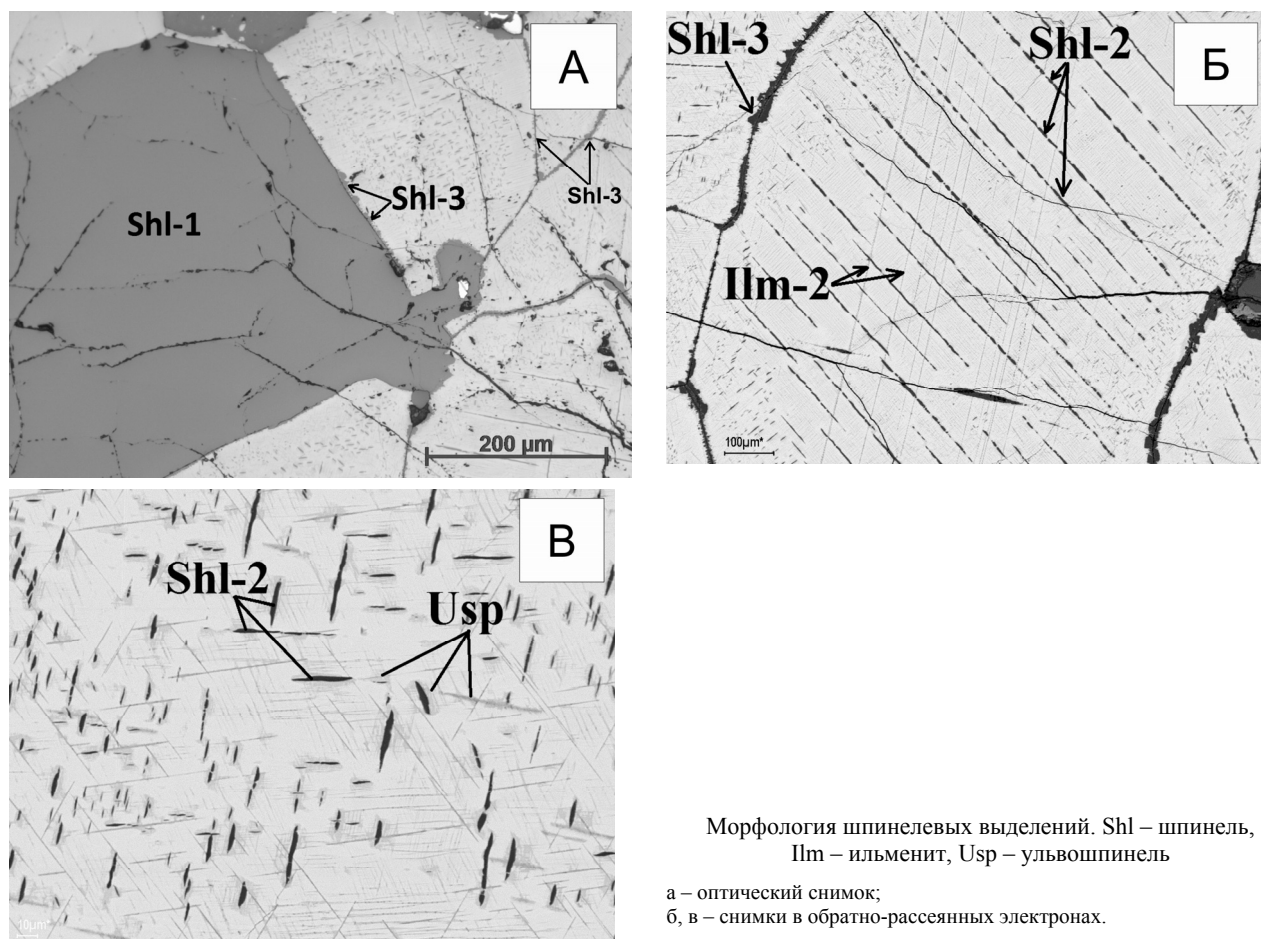 А
Shl-1
Shl-3
Shl-3
200 µm
Б
Shl-3
Shl-2
Ilm-2
100µm*
В
Shl-2
Usp
10µm*
Морфология шпинелевых выделений. Shl – шпинель,
Ilm – ильменит, Usp – ульвошпинель
а – оптический снимок;
б, в – снимки в обратно-рассеянных электронах.